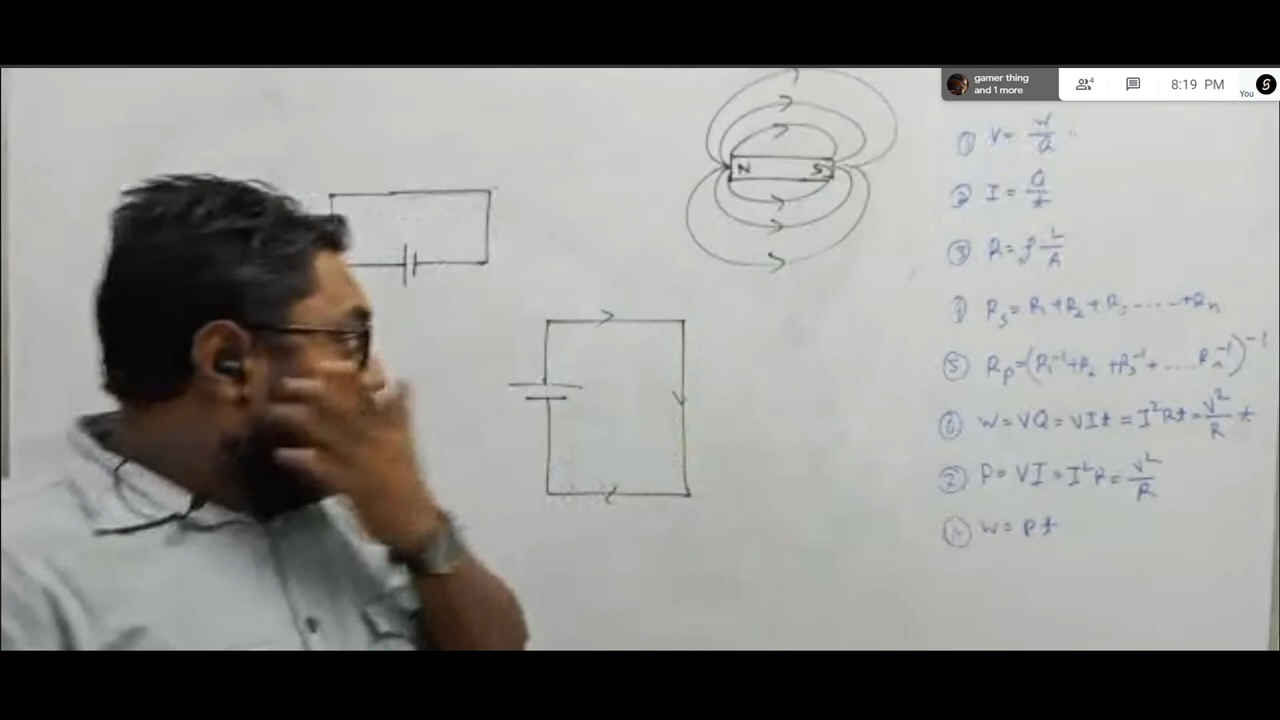 gamer thing
and 1 more
4
8:19 PM
You
N S
① V = W/Q
② I = Q/t
③ R = ρ L/A
④ Rs = R1 + R2 + R3 ..... + Rn
⑤ Rp = (R1⁻¹ + R2 + R3⁻¹ + ..... Rn⁻¹)⁻¹
⑥ W = VQ = VIt = I²Rt = V²/R t
⑦ P = VI = I²R = V²/R
W = Pt